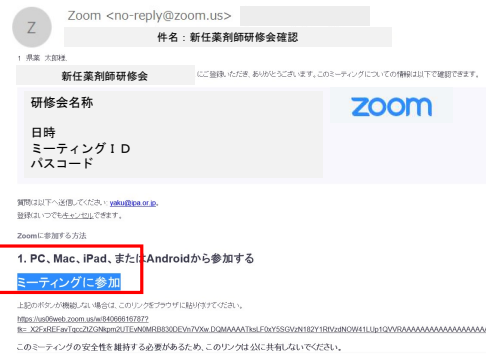 Z
Zoom <no-reply@zoom.us>
件名：新任薬剤師研修会確認
県薬 太郎様,
新任薬剤師研修会 にご登録いただき、ありがとうございます。このミーティングについての情報は以下で確認できます。
研修会名称
zoom
日時
ミーティングＩＤ
パスコード
質問は以下へ送信してください: yaku@ipa.or.jp。
登録はいつでもキャンセルできます。
Zoomに参加する方法
1. PC、Mac、iPad、またはAndroidから参加する
ミーティングに参加
上記のボタンが機能しない場合は、このリンクをブラウザに貼り付けてください。
https://us06web.zoom.us/w/84066616787?
このミーティングの安全性を維持する必要があるため、このリンクは公に共有しないでください。